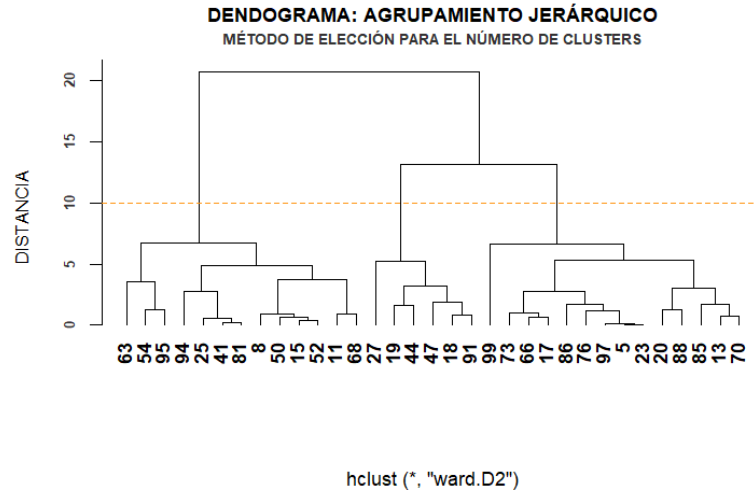 DENDOGRAMA: AGRUPAMIENTO JERÁRQUICO
MÉTODO DE ELECCIÓN PARA EL NÚMERO DE CLUSTERS
DISTANCIA
20
15
10
5
0
63 54 95 94 25 41 81 8 50 15 52 11 68 27 19 44 47 18 91 99 73 66 17 86 76 97 5 23 20 88 85 13 70
hclust (*, "ward.D2")